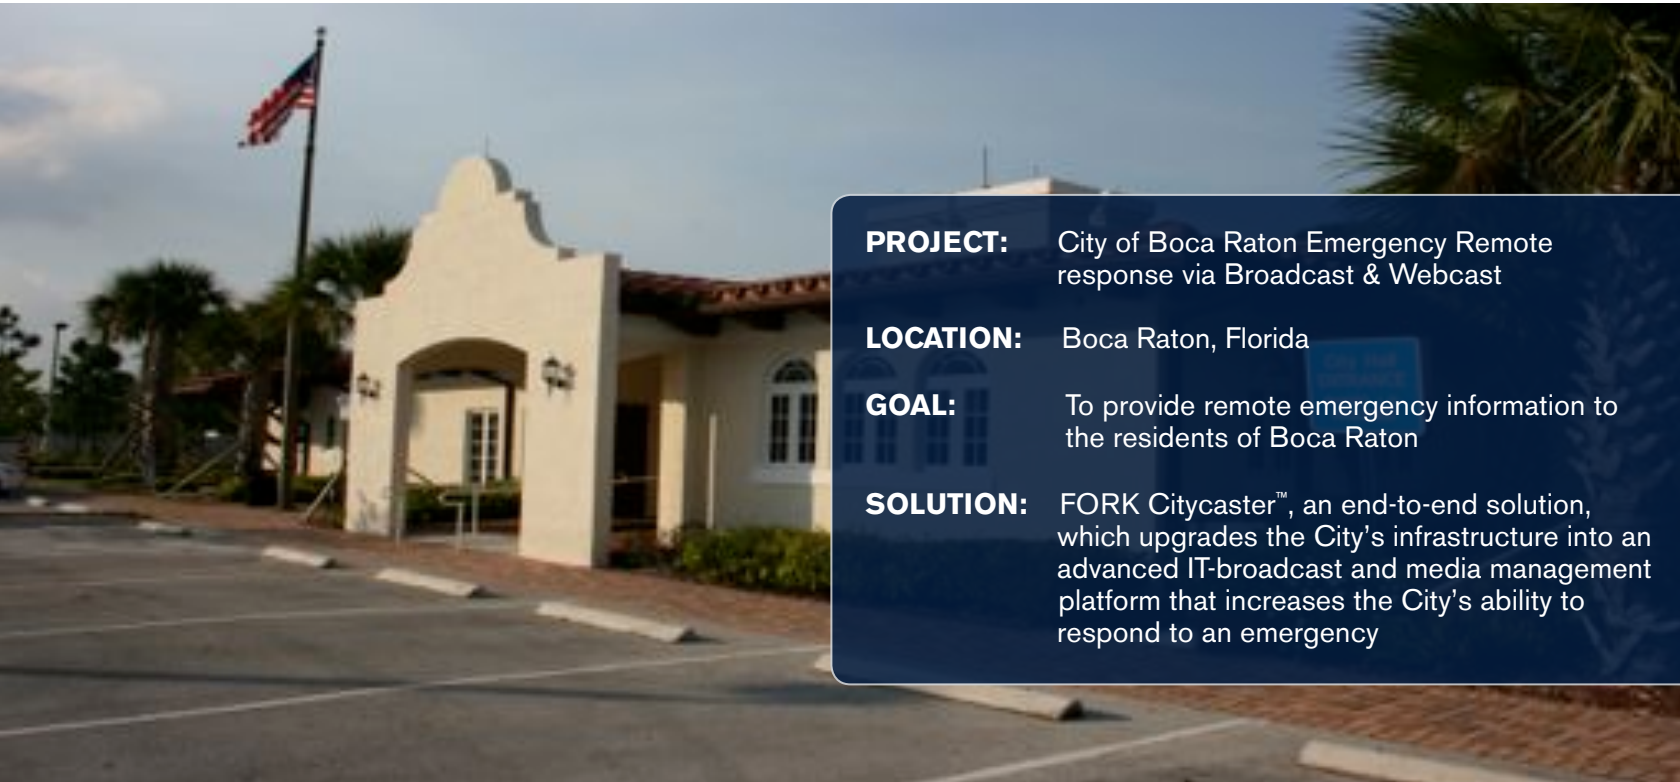 PROJECT: City of Boca Raton Emergency Remote
response via Broadcast & Webcast
LOCATION: Boca Raton, Florida
GOAL: To provide remote emergency information to
the residents of Boca Raton
SOLUTION: FORK Citycaster™, an end-to-end solution,
which upgrades the City's infrastructure into an
advanced IT-broadcast and media management
platform that increases the City's ability to
respond to an emergency